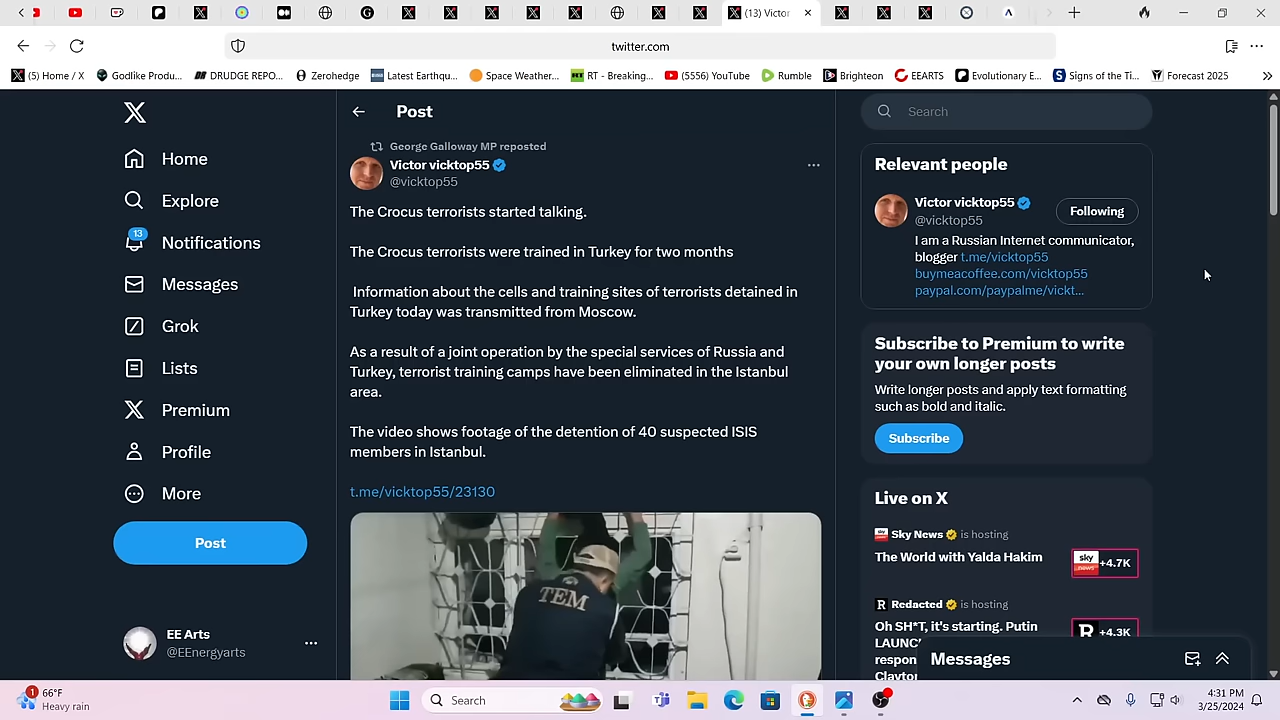 (13) Victor
twitter.com
(5) Home / X
Godlike Produ...
DRUDGE REPO...
Zerohedge
Latest Earthqu...
Space Weather...
RT - Breaking...
(5556) YouTube
Rumble
Brighteon
EEARTS
Evolutionary E...
Signs of the Ti...
Forecast 2025
Home
Explore
13
Notifications
Messages
Grok
Lists
Premium
Profile
More
Post
EE Arts
@EEnergyarts
Post
George Galloway MP reposted
Victor vicktop55
@vicktop55
The Crocus terrorists started talking.
The Crocus terrorists were trained in Turkey for two months
Information about the cells and training sites of terrorists detained in
Turkey today was transmitted from Moscow.
As a result of a joint operation by the special services of Russia and
Turkey, terrorist training camps have been eliminated in the Istanbul
area.
The video shows footage of the detention of 40 suspected ISIS
members in Istanbul.
t.me/vicktop55/23130
TEM
Search
Relevant people
Victor vicktop55
@vicktop55
Following
I am a Russian Internet communicator,
blogger t.me/vicktop55
buymeacoffee.com/vicktop55
paypal.com/paypalme/vickt...
Subscribe to Premium to write
your own longer posts
Write longer posts and apply text formatting
such as bold and italic.
Subscribe
Live on X
Sky News is hosting
The World with Yalda Hakim
sky news +4.7K
Redacted is hosting
Oh SH*T, it's starting. Putin
LAUNC
respon
Clayto
R +4.3K
Messages
1
66°F
Heavy rain
Search
4:31 PM
3/25/2024